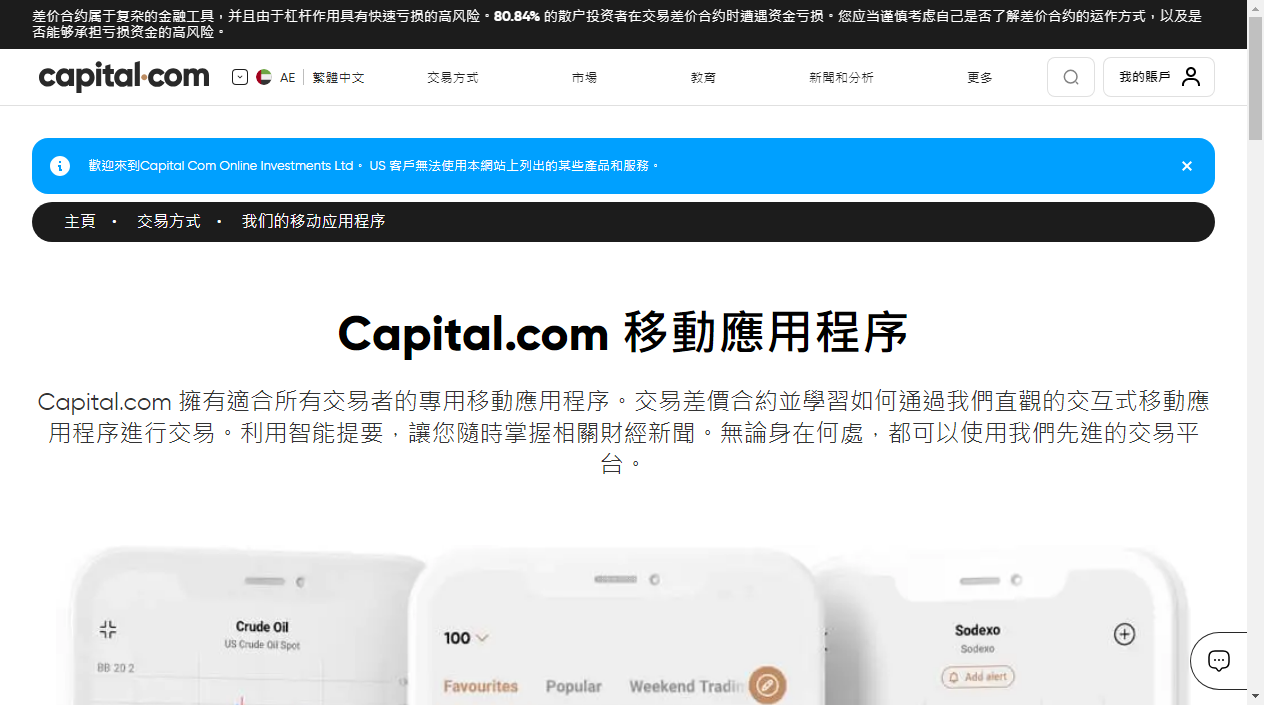 差价合约属于复杂的金融工具，并且由于杠杆作用具有快速亏损的高风险。80.84% 的散户投资者在交易差价合约时遭遇资金亏损。您应当谨慎考虑自己是否了解差价合约的运作方式，以及是
否能够承担亏损资金的高风险。
capital.com
AE 繁體中文 交易方式 市場 教育 新聞和分析 更多 我的賬戶
歡迎來到Capital Com Online Investments Ltd。 US 客戶無法使用本網站上列出的某些產品和服務。
主頁 • 交易方式 • 我们的移动应用程序
Capital.com 移動應用程序
Capital.com 擁有適合所有交易者的專用移動應用程序。交易差價合約並學習如何通過我們直觀的交互式移動應
用程序進行交易。利用智能提要，讓您隨時掌握相關財經新聞。無論身在何處，都可以使用我們先進的交易平
台。
Crude Oil
US Crude Oil Spot
BB 20 2
100
Favourites Popular Weekend Tradin
Sodexo
Sodexo
Add alert